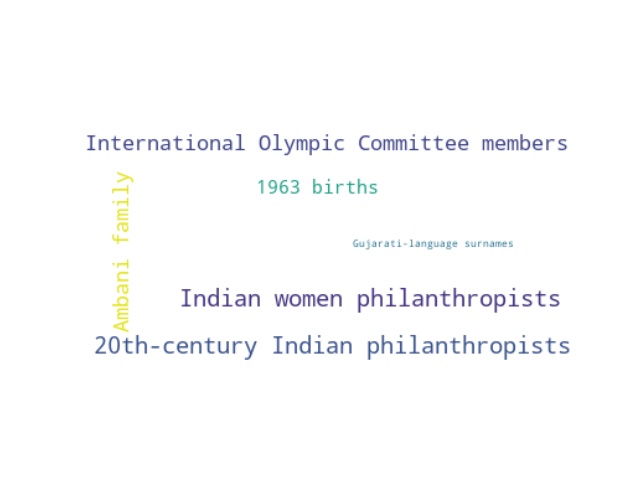 International Olympic Committee members
Ambani family
1963 births
Gujarati-language surnames
Indian women philanthropists
20th-century Indian philanthropists